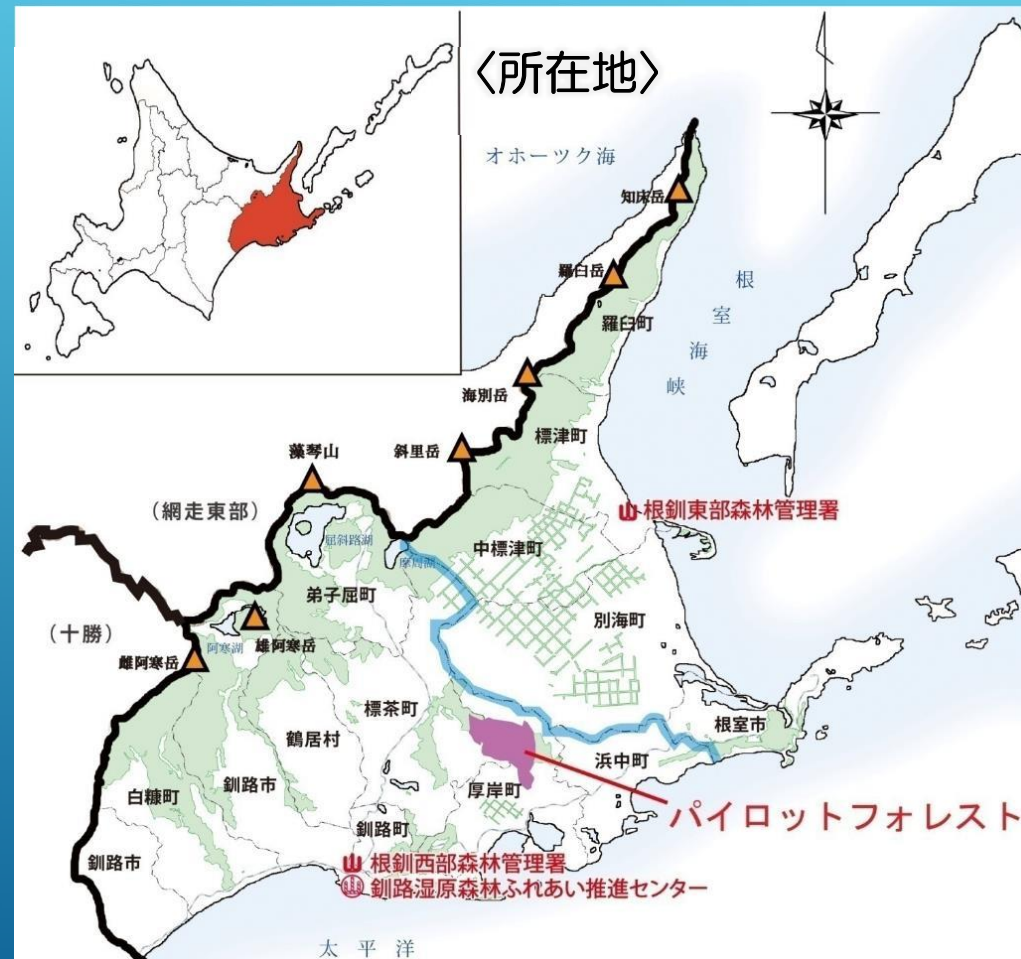 〈所在地〉
オホーツク海
知床岳
羅臼岳
根室海峡
羅臼町
海別岳
標津町
藻琴山
斜里岳
(網走東部)
根釧東部森林管理署
屈斜路湖
摩周湖
中標津町
弟子屈町
別海町
(十勝)
阿寒湖
雄阿寒岳
雌阿寒岳
標茶町
根室市
鶴居村
浜中町
白糠町
釧路市
厚岸町
パイロットフォレスト
釧路町
釧路市
根釧西部森林管理署
釧路湿原森林ふれあい推進センター
太平洋